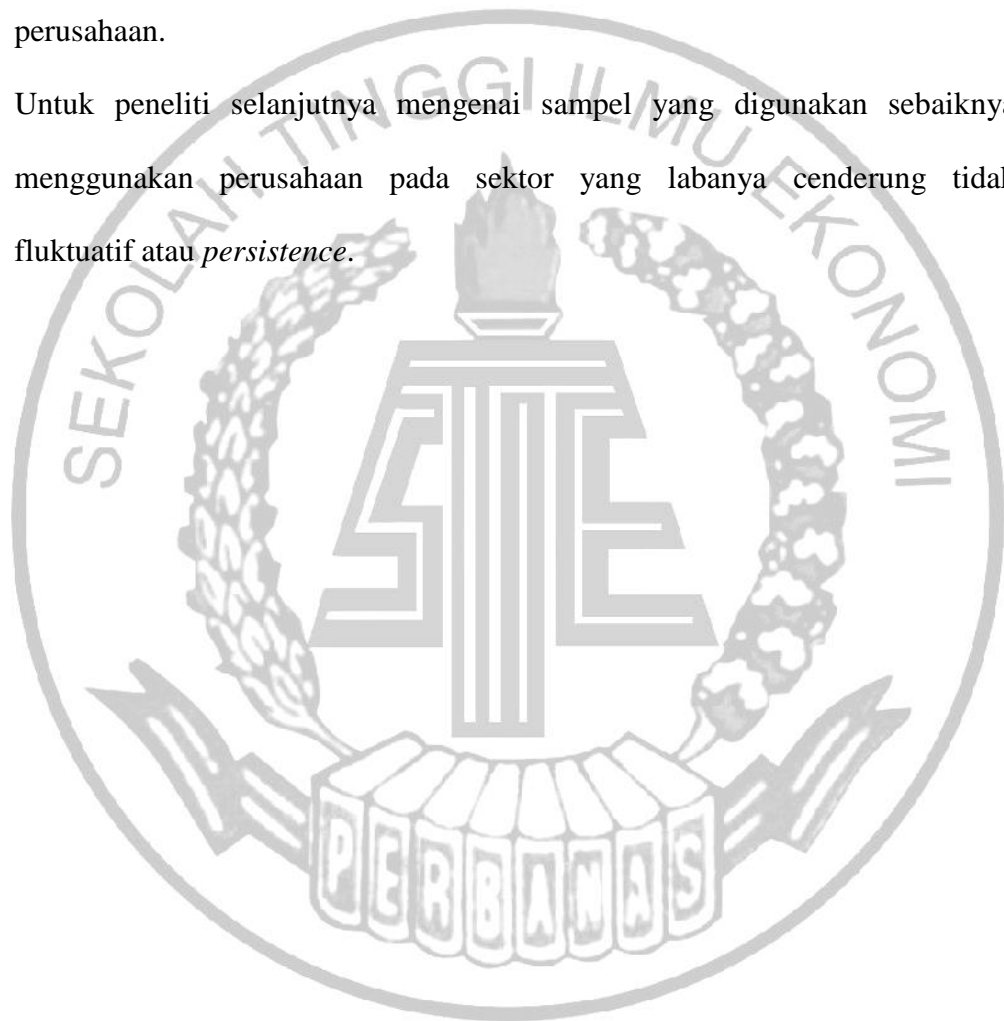 perusahaan.
Untuk peneliti selanjutnya mengenai sampel yang digunakan sebaiknya
menggunakan perusahaan pada sektor yang labanya cenderung tidak
fluktuatif atau persistence.
SEKOLAH TINGGI ILMU EKONOMI
STIE
PERBANAS